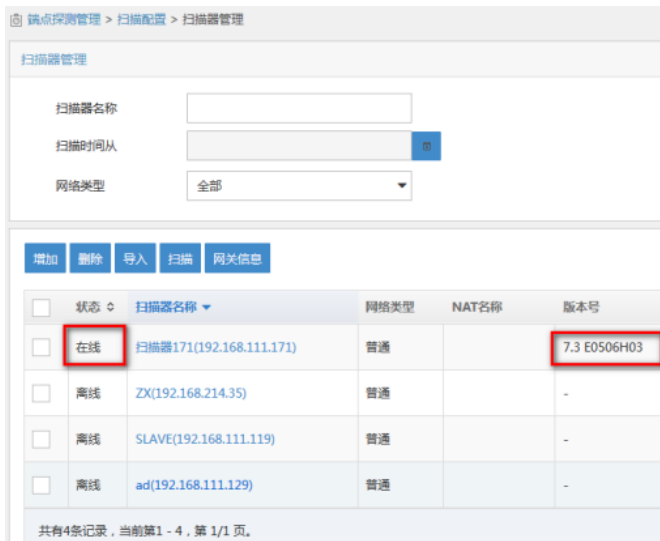 端点探测管理 > 扫描配置 > 扫描器管理
扫描器管理
扫描器名称
扫描时间从
网络类型 全部
增加 删除 导入 扫描 网关信息
状态 扫描器名称 网络类型 NAT名称 版本号
在线 扫描器171(192.168.111.171) 普通 7.3 E0506H03
离线 ZX(192.168.214.35) 普通 -
离线 SLAVE(192.168.111.119) 普通 -
离线 ad(192.168.111.129) 普通 -
共有4条记录，当前第1 - 4，第 1/1 页。